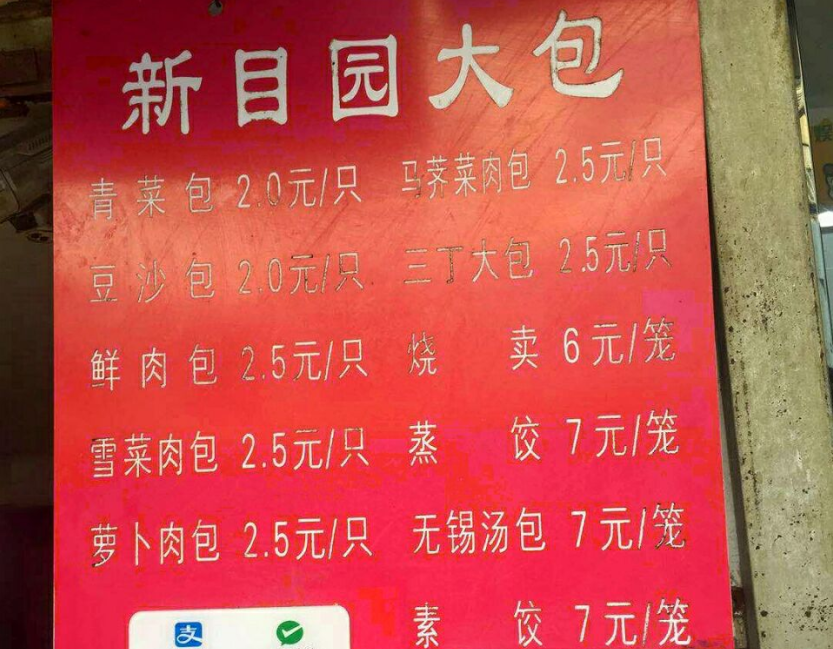 新目园大包
青菜包 2.0元/只 马荠菜肉包 2.5元/只
豆沙包 2.0元/只 三丁大包 2.5元/只
鲜肉包 2.5元/只 烧卖 6元/笼
雪菜肉包 2.5元/只 蒸饺 7元/笼
萝卜肉包 2.5元/只 无锡汤包 7元/笼
素饺 7元/笼
支